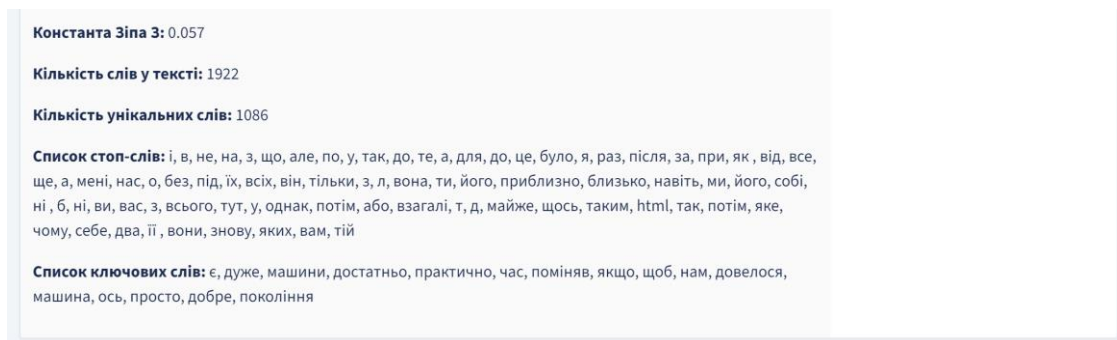 Константа Зіпа 3: 0.057
Кількість слів у тексті: 1922
Кількість унікальних слів: 1086
Список стоп-слів: і, в, не, на, з, що, але, по, у, так, до, те, а, для, до, це, було, я, раз, після, за, при, як , від, все,
ще, а, мені, нас, о, без, під, їх, всіх, він, тільки, з, л, вона, ти, його, приблизно, близько, навіть, ми, його, собі,
ні , б, ні, ви, вас, з, всього, тут, у, однак, потім, або, взагалі, т, д, майже, щось, таким, html, так, потім, яке,
чому, себе, два, її , вони, знову, яких, вам, тій
Список ключових слів: є, дуже, машини, достатньо, практично, час, поміняв, якщо, щоб, нам, довелося,
машина, ось, просто, добре, покоління